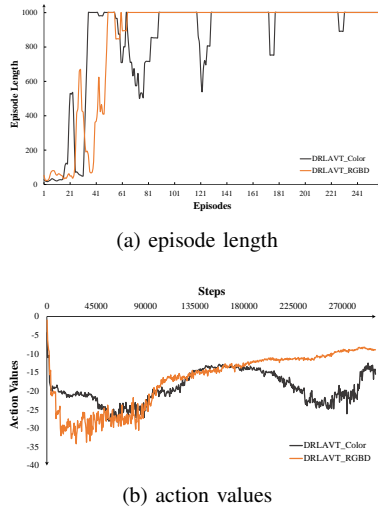 1000
800
600
400
200
0
Episode Length
1 21 41 61 81 101 121 141 161 181 201 221 241
Episodes
DRLAVT_Color
DRLAVT_RGBD
(a) episode length
Steps
0 45000 90000 135000 180000 225000 270000
0
-5
-10
-15
-20
-25
-30
-35
-40
Action Values
DRLAVT_Color
DRLAVT_RGBD
(b) action values